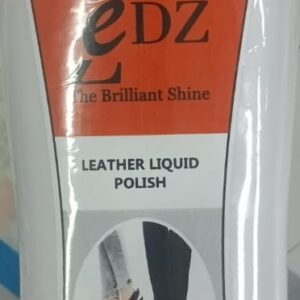 eDZ
The Brilliant Shine
LEATHER LIQUID
POLISH